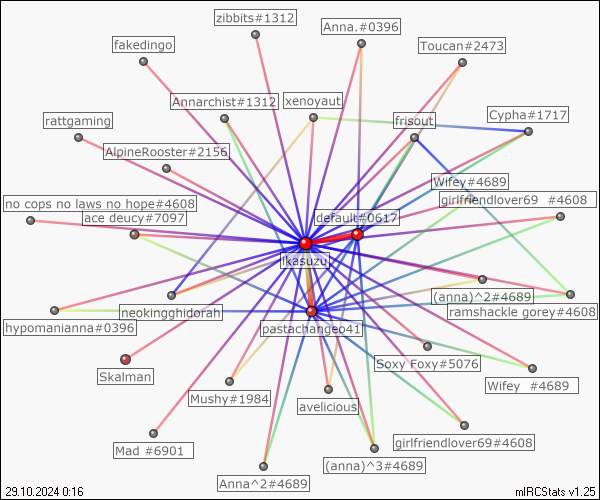 zibbits#1312
Anna.#0396
fakedingo
Toucan#2473
Annarchist#1312
xenoyaut
rattgaming
frisout
Cypha#1717
AlpineRooster#2156
Wifey#4689
no cops no laws no hope#4608
girlfriendlover69 #4608
ace deucy#7097
default#0617
ikasuzu
(anna)^2#4689
neokingghidorah
ramshackle gorey#4608
hypomanianna#0396
pastachangeo41
Skalman
Soxy Foxy#5076
Wifey #4689
Mushy#1984
avelicious
Mad #6901
girlfriendlover69#4608
(anna)^3#4689
Anna^2#4689
29.10.2024 0:16
mIRCStats v1.25